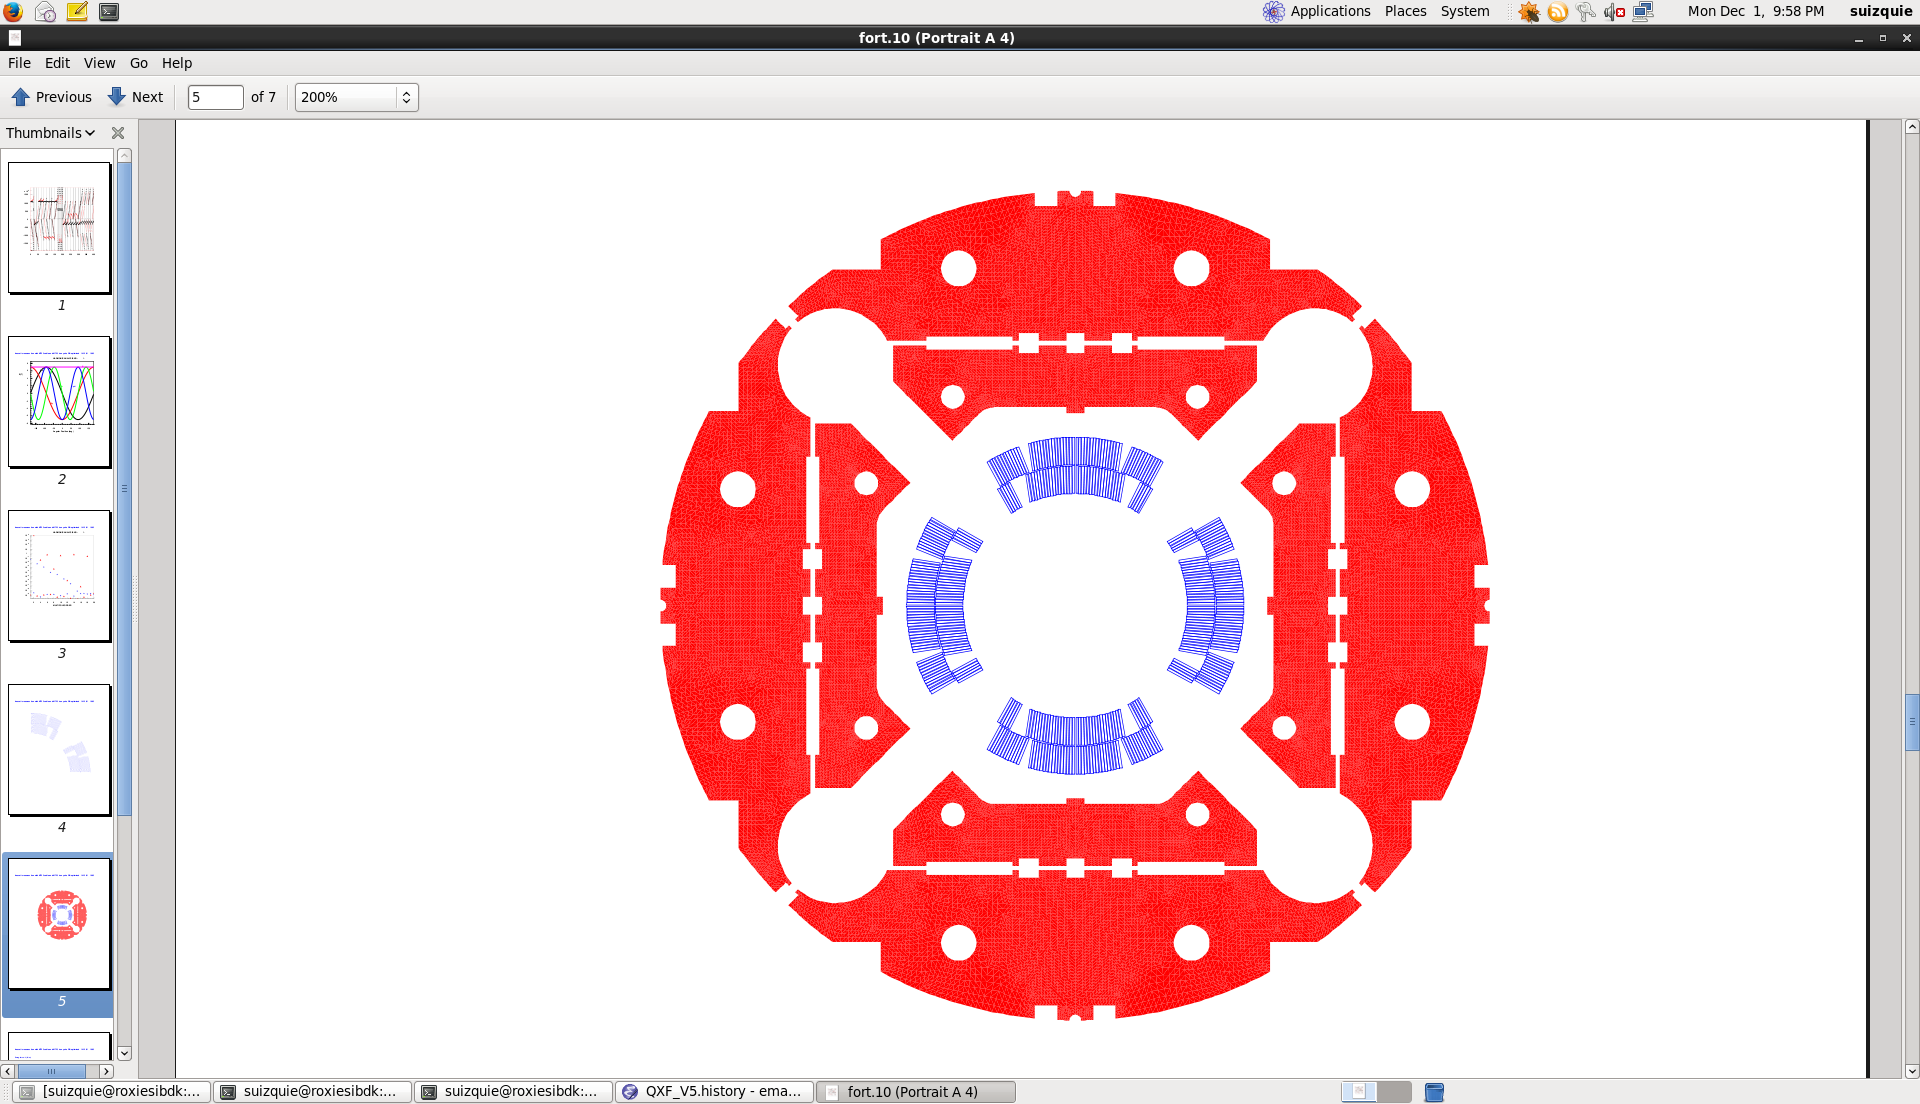 Applications Places System Mon Dec 1, 9:58 PM suizquie
fort.10 (Portrait A 4)
File Edit View Go Help
Previous Next 5 of 7 200%
Thumbnails
1
2
3
4
5
[suizquie@roxiesibdk:... suizquie@roxiesibdk:... suizquie@roxiesibdk:... QXF_V5.history - ema... fort.10 (Portrait A 4)